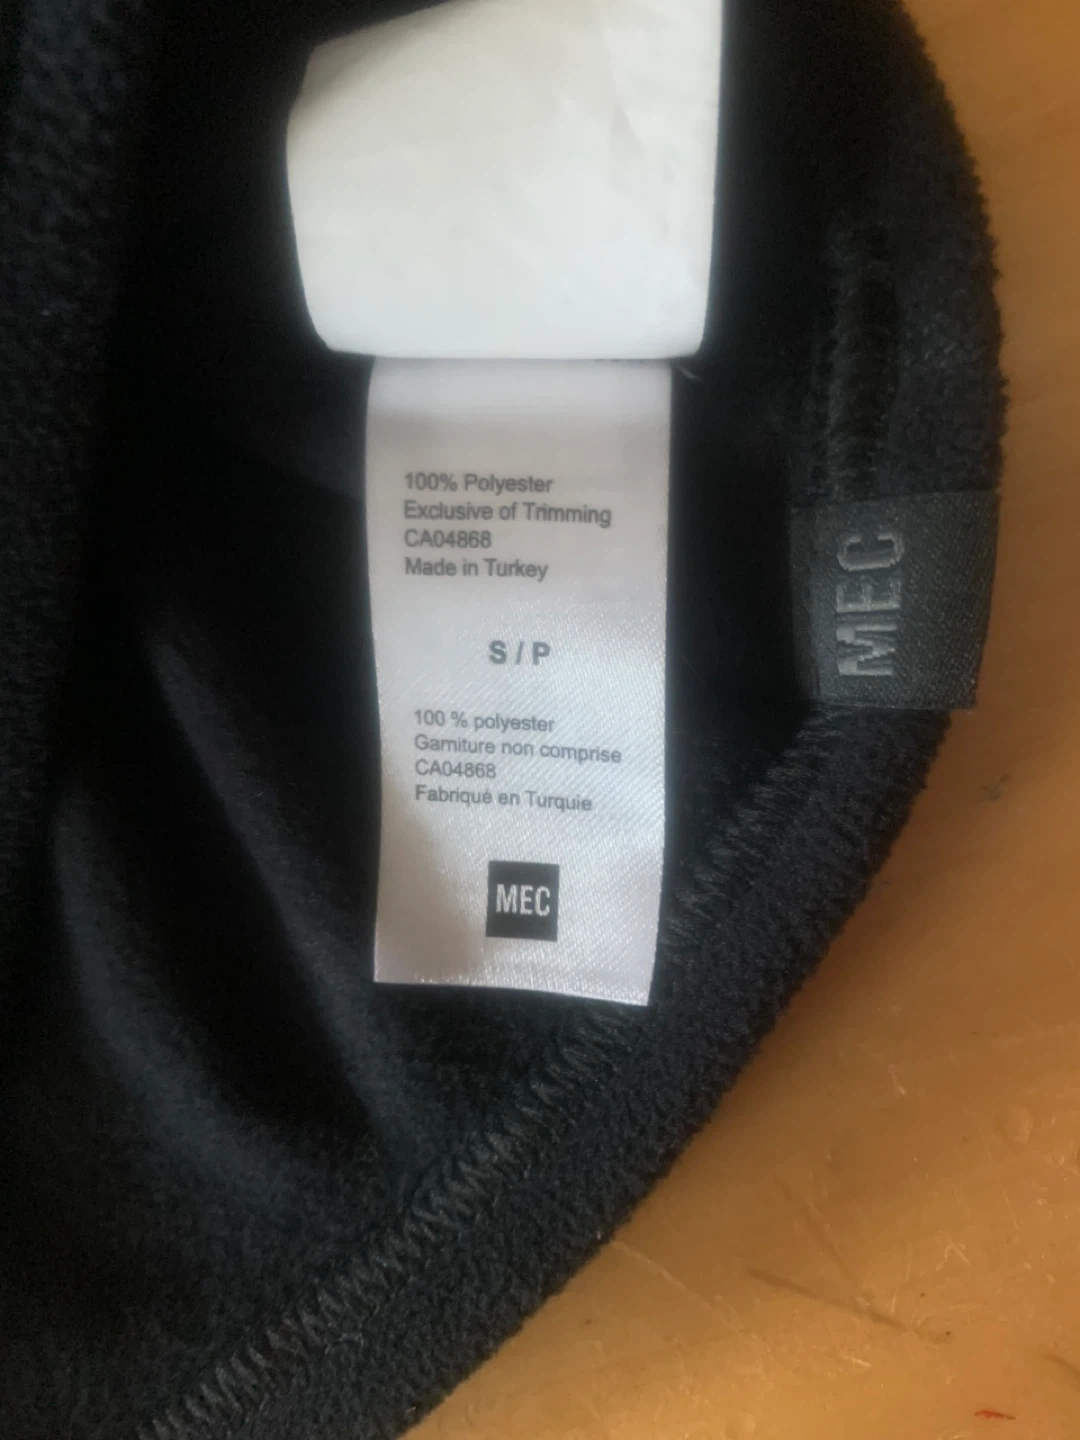 100% Polyester
Exclusive of Trimming
CA04868
Made in Turkey
S / P
100 % polyester
Garniture non comprise
CA04868
Fabriqué en Turquie
MEC
MEC